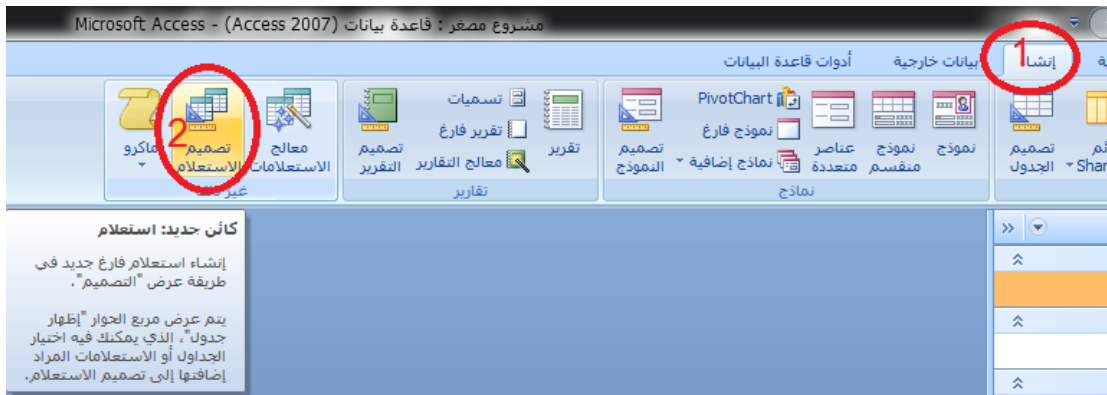 مشروع مصغر : قاعدة بيانات (Access 2007) - Microsoft Access
إنشاء
بيانات خارجية
أدوات قاعدة البيانات
1
تصميم الجدول
نموذج
نموذج منقسم
عناصر متعددة
PivotChart
نموذج فارغ
نماذج إضافية
تصميم النموذج
نماذج
تقرير
تسميات
تقرير فارغ
معالج التقارير
تصميم التقرير
تقارير
معالج الاستعلامات
تصميم الاستعلام
2
ماكرو
كائن جديد: استعلام
إنشاء استعلام فارغ جديد في
طريقة عرض "التصميم".
يتم عرض مربع الحوار "إظهار
جدول"، الذي يمكنك فيه اختيار
الجداول أو الاستعلامات المراد
إضافتها إلى تصميم الاستعلام.